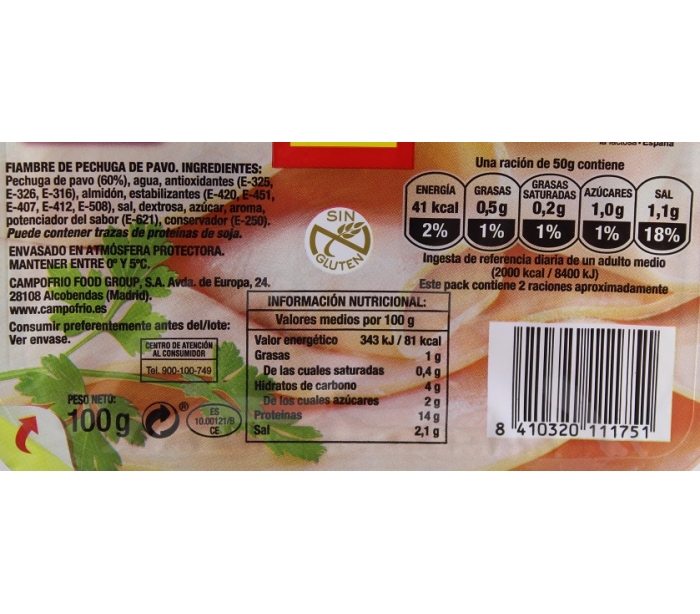 la lactosa - España
FIAMBRE DE PECHUGA DE PAVO. INGREDIENTES:
Pechuga de pavo (60%), agua, antioxidantes (E-325,
E-326, E-316), almidón, estabilizantes (E-420, E-451,
E-407, E-412, E-508), sal, dextrosa, azúcar, aroma,
potenciador del sabor (E-621), conservador (E-250).
Puede contener trazas de proteínas de soja.
ENVASADO EN ATMÓSFERA PROTECTORA.
MANTENER ENTRE 0º Y 5ºC.
CAMPOFRIO FOOD GROUP, S.A. Avda. de Europa, 24.
28108 Alcobendas (Madrid).
www.campofrio.es
Consumir preferentemente antes del/lote:
Ver envase.
CENTRO DE ATENCIÓN
AL CONSUMIDOR
Tel. 900-100-749
PESO NETO:
100 g
®
ES
10.00121/B
CE
SIN
GLUTEN
INFORMACIÓN NUTRICIONAL:
Valores medios por 100 g
Valor energético 343 kJ / 81 kcal
Grasas 1 g
De las cuales saturadas 0,4 g
Hidratos de carbono 4 g
De los cuales azúcares 2 g
Proteínas 14 g
Sal 2,1 g
Una ración de 50g contiene
ENERGÍA
41 kcal
2%
GRASAS
0,5g
1%
GRASAS
SATURADAS
0,2g
1%
AZÚCARES
1,0g
1%
SAL
1,1g
18%
Ingesta de referencia diaria de un adulto medio
(2000 kcal / 8400 kJ)
Este pack contiene 2 raciones aproximadamente
8 410320 111751